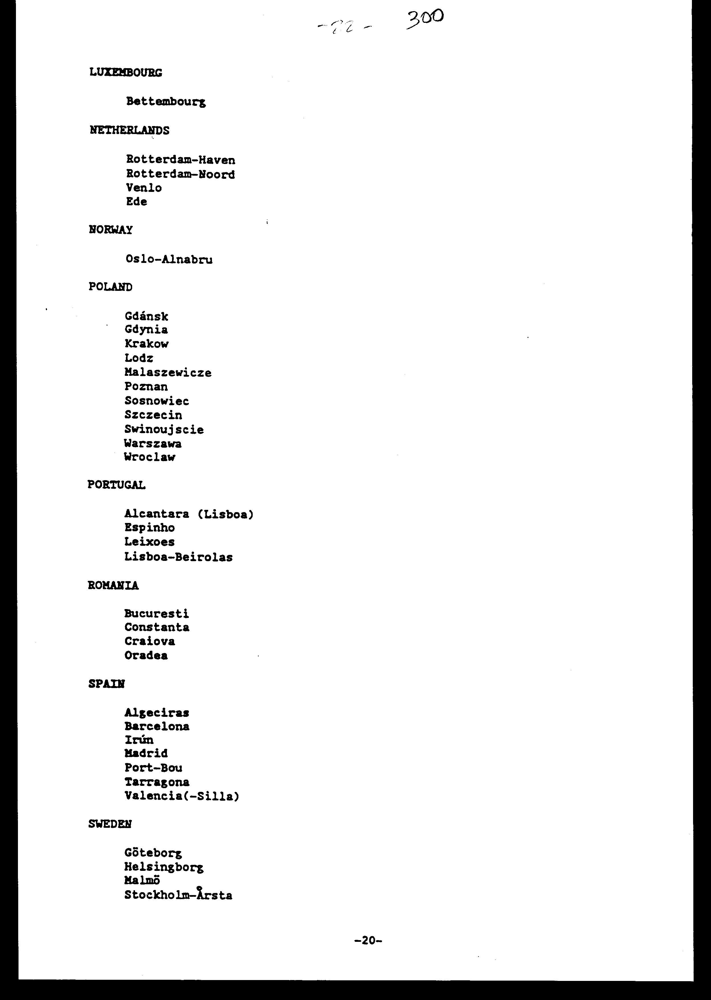 300
LUXEMBOURG
Bettembourg
NETHERLANDS
Rotterdam-Haven
Rotterdam-Noord
Venlo
Ede
NORWAY
Oslo-Alnabru
POLAND
Gdánsk
Gdynia
Krakow
Lodz
Malaszewicze
Poznan
Sosnowiec
Szczecin
Swinoujscie
Warszawa
Wroclaw
PORTUGAL
Alcantara (Lisboa)
Espinho
Leixoes
Lisboa-Beirolas
ROMANIA
Bucuresti
Constanta
Craiova
Oradea
SPAIN
Algeciras
Barcelona
Irún
Madrid
Port-Bou
Tarragona
Valencia(-Silla)
SWEDEN
Göteborg
Helsingborg
Malmö
Stockholm-Årsta
-20-